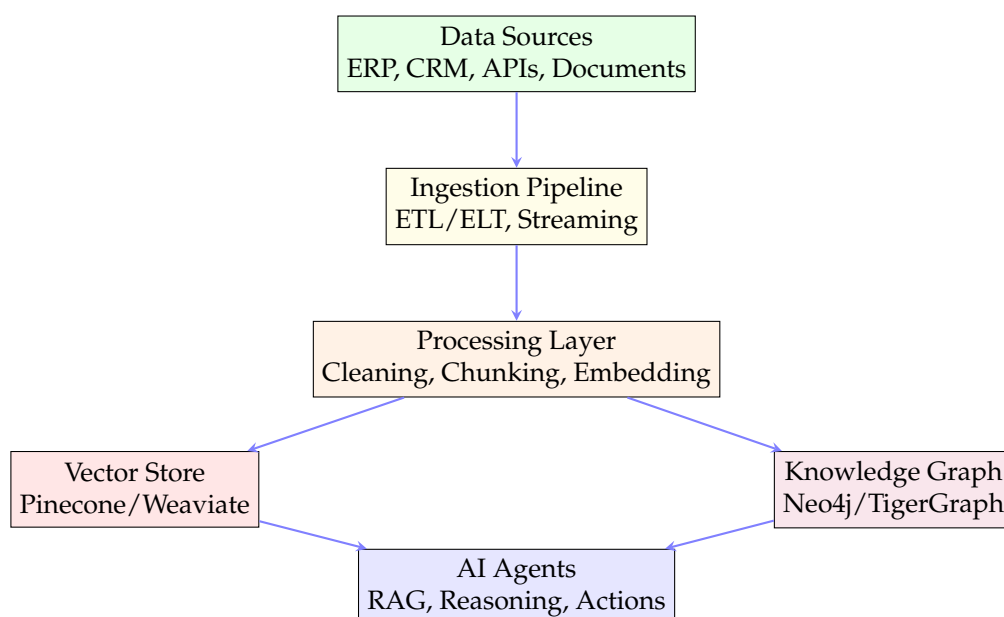 Data Sources
ERP, CRM, APIs, Documents
Ingestion Pipeline
ETL/ELT, Streaming
Processing Layer
Cleaning, Chunking, Embedding
Vector Store
Pinecone/Weaviate
Knowledge Graph
Neo4j/TigerGraph
AI Agents
RAG, Reasoning, Actions